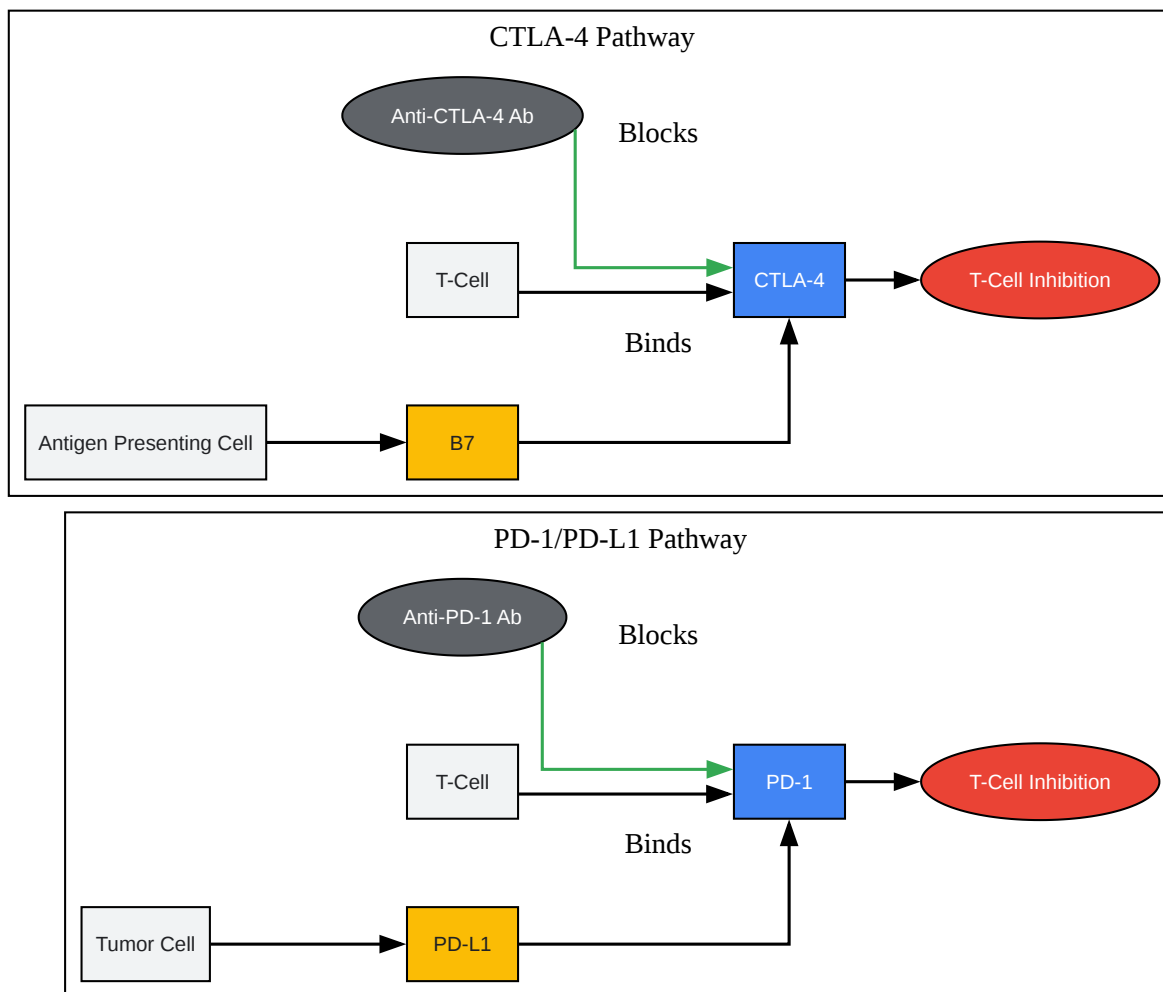 CTLA-4 Pathway
Anti-CTLA-4 Ab
Blocks
T-Cell
CTLA-4
T-Cell Inhibition
Binds
Antigen Presenting Cell
B7
PD-1/PD-L1 Pathway
Anti-PD-1 Ab
Blocks
T-Cell
PD-1
T-Cell Inhibition
Binds
Tumor Cell
PD-L1